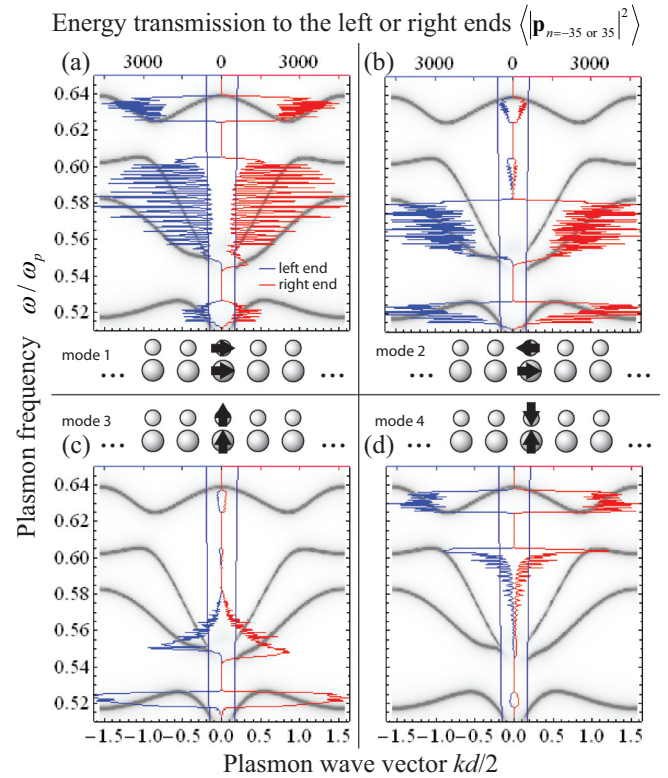 Energy transmission to the left or right ends ⟨|p n=−35 or 35|²⟩
(a) 3000 0 3000
(b) 3000 0 3000
0.64
0.62
0.60
0.58
0.56
0.54
0.52
left end
right end
Plasmon frequency ω / ω_p
mode 1
... ...
mode 2
... ...
mode 3
... ...
mode 4
... ...
(c)
(d)
0.64
0.62
0.60
0.58
0.56
0.54
0.52
−1.5 −1.0 −0.5 0.0 0.5 1.0 1.5
−1.5 −1.0 −0.5 0.0 0.5 1.0 1.5
Plasmon wave vector kd/2